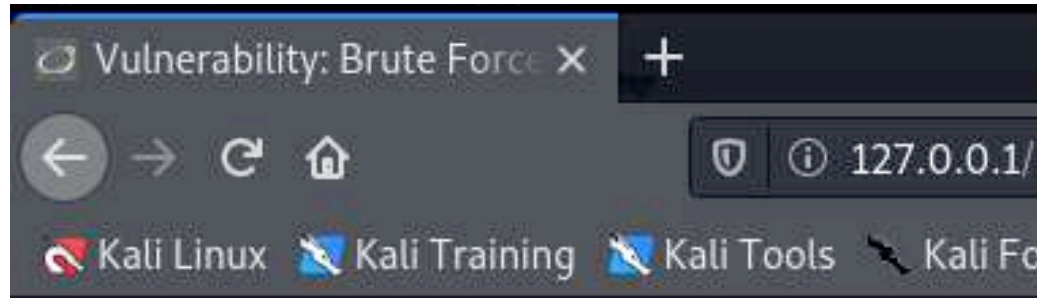 Vulnerability: Brute Force
127.0.0.1/
Kali Linux Kali Training Kali Tools Kali Fo